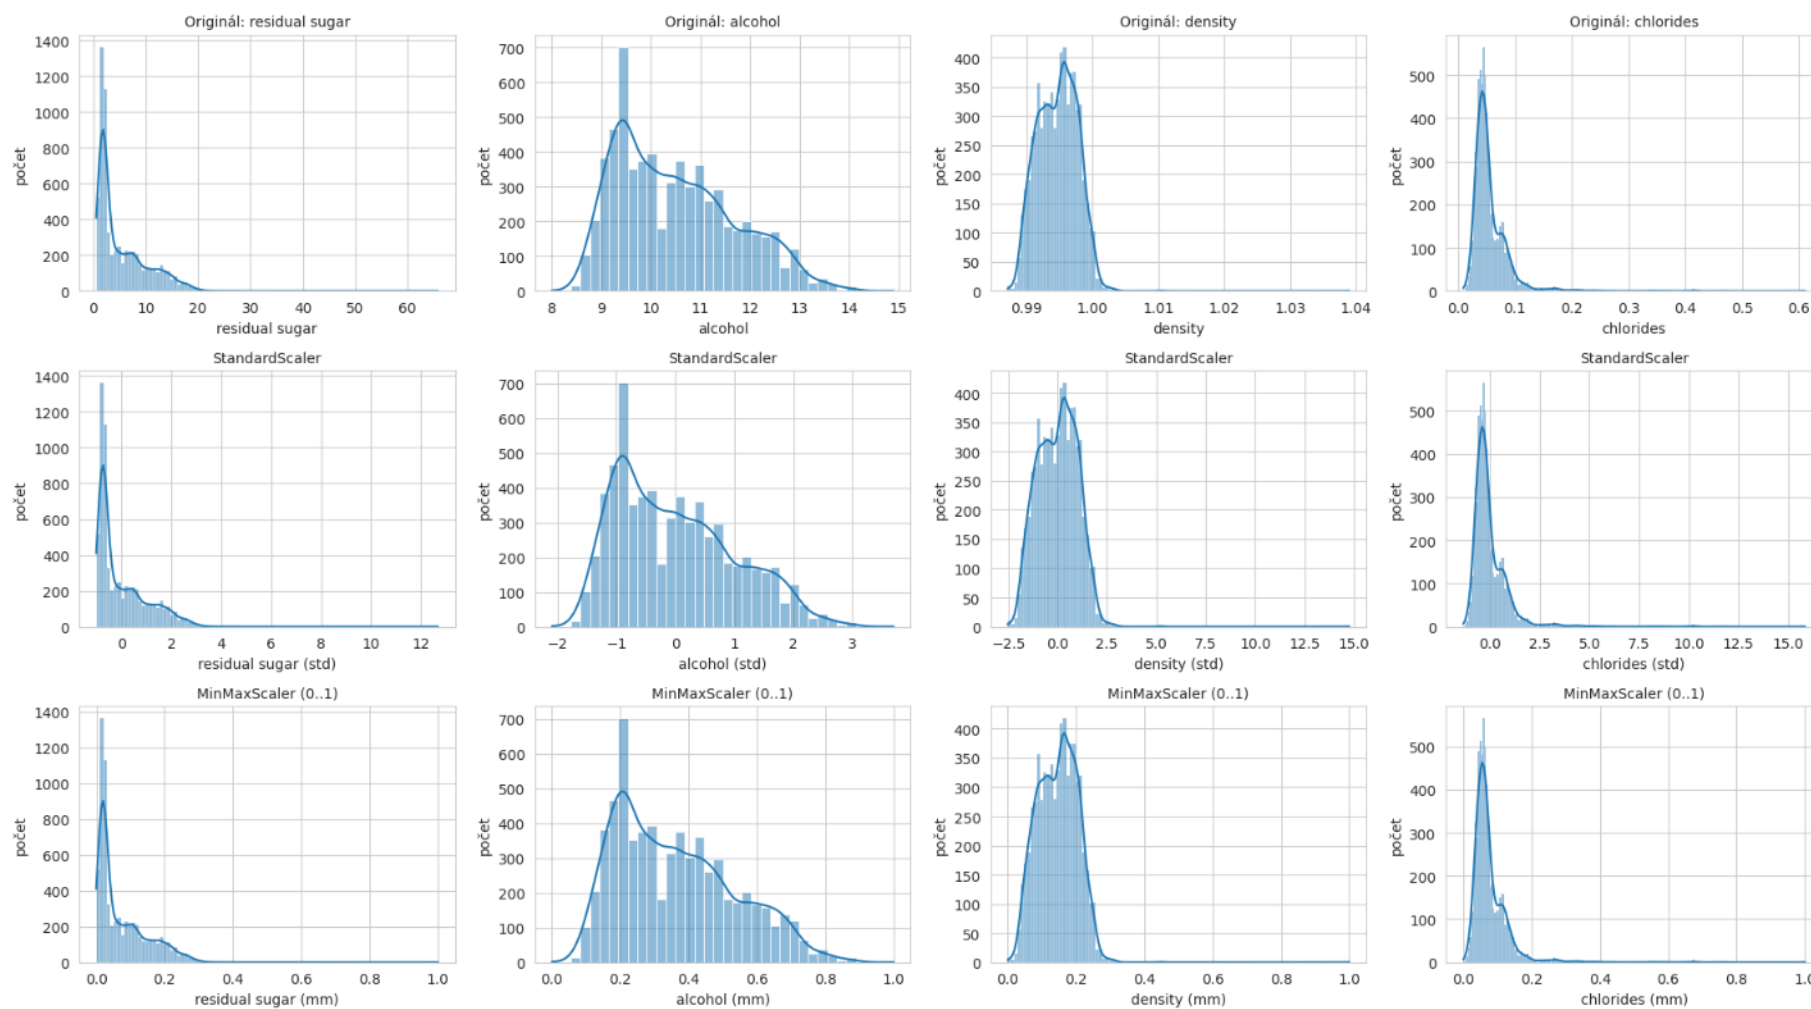 Originál: residual sugar
Originál: alcohol
Originál: density
Originál: chlorides
1400
1200
1000
800
600
400
200
0
počet
0 10 20 30 40 50 60
residual sugar
700
600
500
400
300
200
100
0
počet
8 9 10 11 12 13 14 15
alcohol
400
350
300
250
200
150
100
50
0
počet
0.99 1.00 1.01 1.02 1.03 1.04
density
500
400
300
200
100
0
počet
0.0 0.1 0.2 0.3 0.4 0.5 0.6
chlorides
StandardScaler
StandardScaler
StandardScaler
StandardScaler
1400
1200
1000
800
600
400
200
0
počet
0 2 4 6 8 10 12
residual sugar (std)
700
600
500
400
300
200
100
0
počet
−2 −1 0 1 2 3
alcohol (std)
400
350
300
250
200
150
100
50
0
počet
−2.5 0.0 2.5 5.0 7.5 10.0 12.5 15.0
density (std)
500
400
300
200
100
0
počet
0.0 2.5 5.0 7.5 10.0 12.5 15.0
chlorides (std)
MinMaxScaler (0..1)
MinMaxScaler (0..1)
MinMaxScaler (0..1)
MinMaxScaler (0..1)
1400
1200
1000
800
600
400
200
0
počet
0.0 0.2 0.4 0.6 0.8 1.0
residual sugar (mm)
700
600
500
400
300
200
100
0
počet
0.0 0.2 0.4 0.6 0.8 1.0
alcohol (mm)
400
350
300
250
200
150
100
50
0
počet
0.0 0.2 0.4 0.6 0.8 1.0
density (mm)
500
400
300
200
100
0
počet
0.0 0.2 0.4 0.6 0.8 1.0
chlorides (mm)